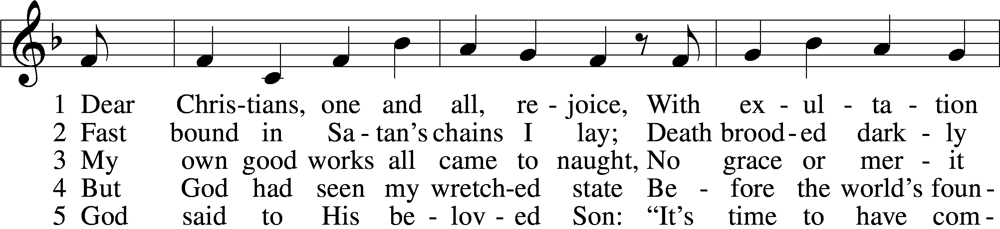 1 Dear Chris-tians, one and all, re - joice, With ex - ul - ta - tion
2 Fast bound in Sa - tan’s chains I lay; Death brood-ed dark - ly
3 My own good works all came to naught, No grace or mer - it
4 But God had seen my wretch-ed state Be - fore the world’s foun -
5 God said to His be - lov - ed Son: “It’s time to have com -